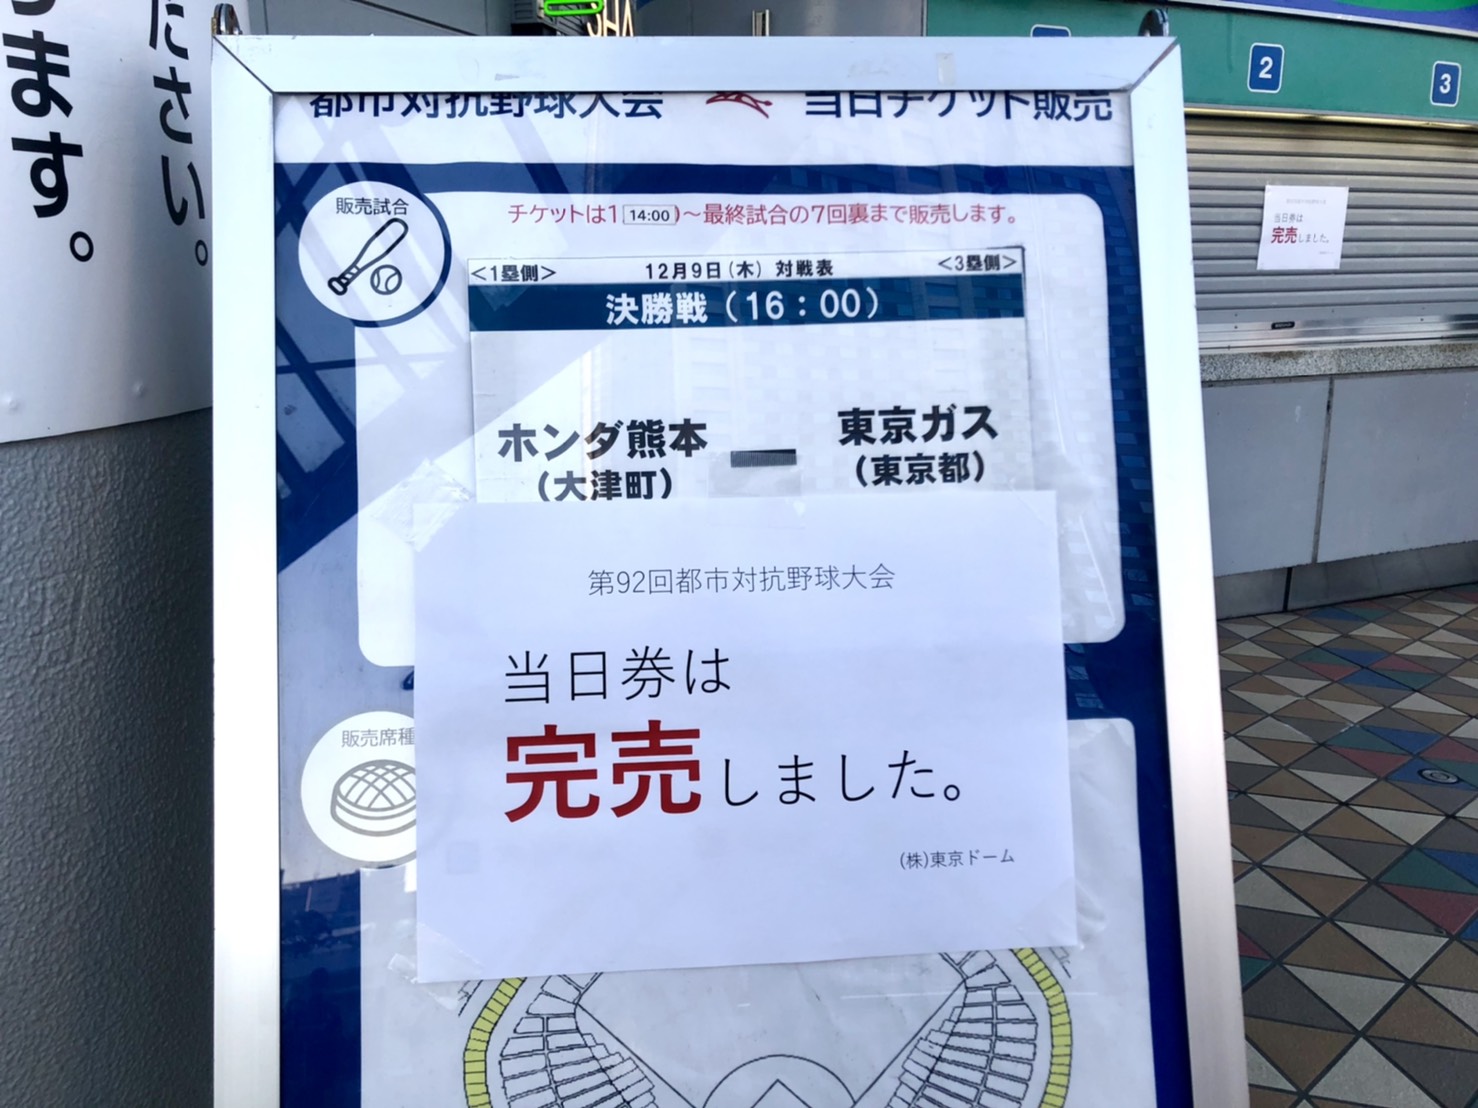 ださい。
ります。
SHA
2
3
都市対抗野球大会 当日チケット販売
販売試合
チケットは1 14:00 〜最終試合の7回裏まで販売します。
<1塁側> 12月9日(木) 対戦表 <3塁側>
決勝戦(16:00)
ホンダ熊本 ー 東京ガス
(大津町) (東京都)
第92回都市対抗野球大会
当日券は
完売しました。
(株)東京ドーム
販売席種
当日券は
完売しました。